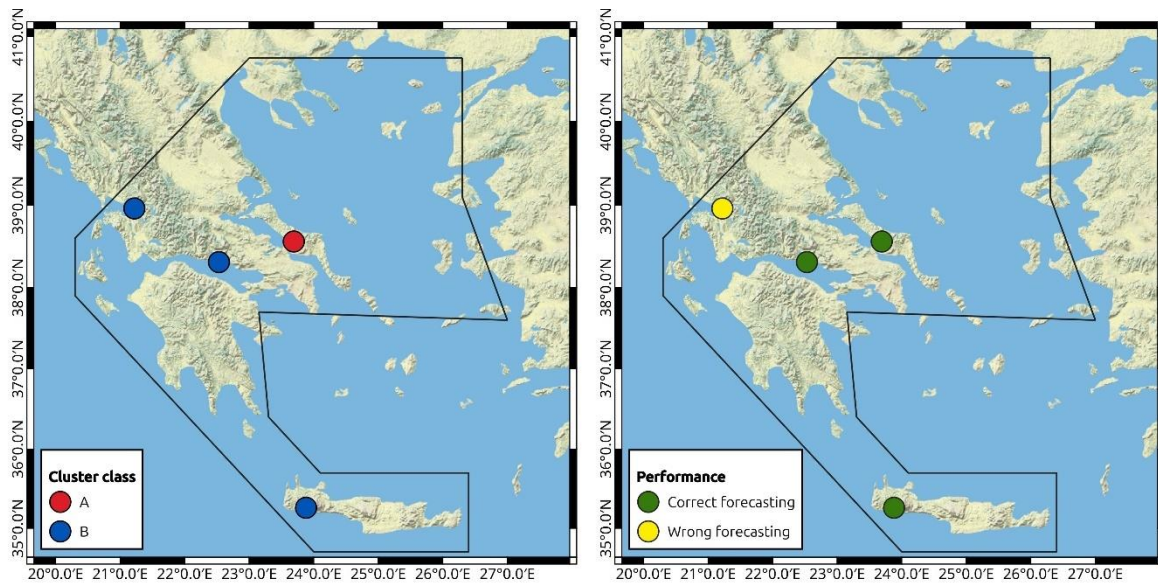 41°0.0'N
40°0.0'N
39°0.0'N
38°0.0'N
37°0.0'N
36°0.0'N
35°0.0'N
Cluster class
A
B
20°0.0'E 21°0.0'E 22°0.0'E 23°0.0'E 24°0.0'E 25°0.0'E 26°0.0'E 27°0.0'E
41°0.0'N
40°0.0'N
39°0.0'N
38°0.0'N
37°0.0'N
36°0.0'N
35°0.0'N
Performance
Correct forecasting
Wrong forecasting
20°0.0'E 21°0.0'E 22°0.0'E 23°0.0'E 24°0.0'E 25°0.0'E 26°0.0'E 27°0.0'E